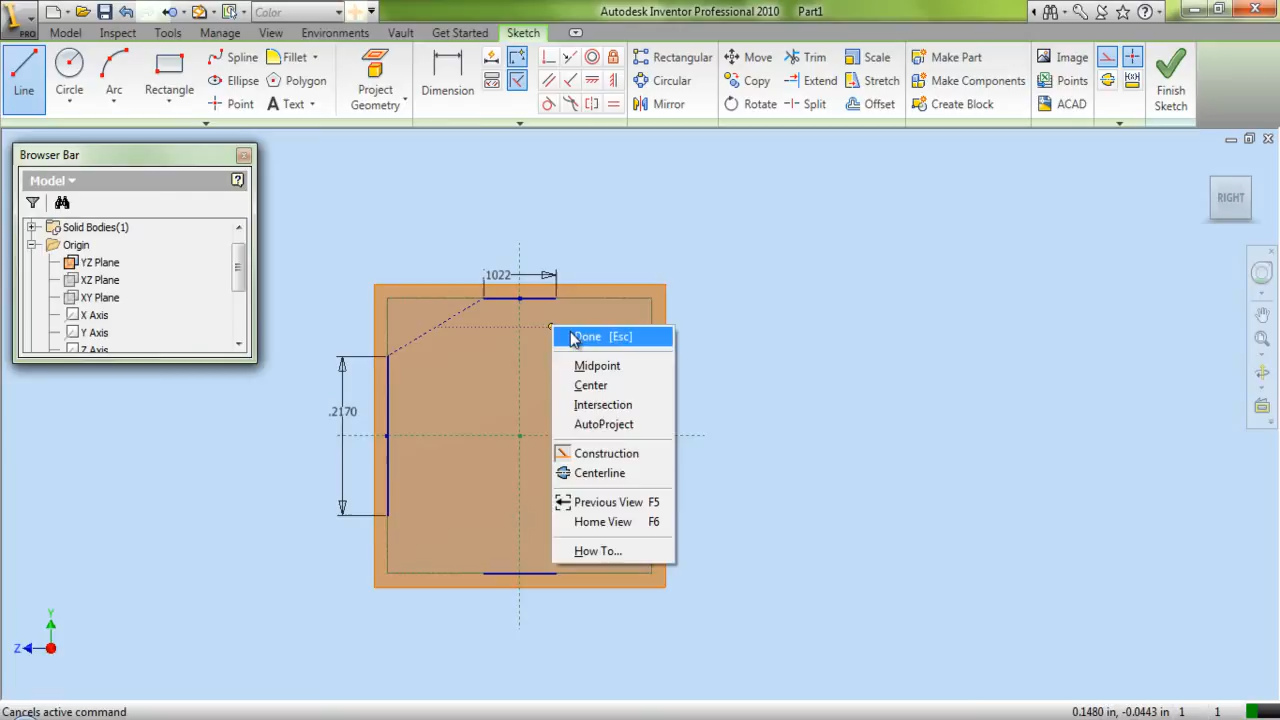 PRO
Color
Autodesk Inventor Professional 2010 Part1
Model Inspect Tools Manage View Environments Vault Get Started Sketch
Line
Circle
Arc
Rectangle
Spline
Ellipse
Point
Fillet
Polygon
Text
Project Geometry
Dimension
Rectangular
Circular
Mirror
Move
Copy
Rotate
Trim
Extend
Split
Scale
Stretch
Offset
Make Part
Make Components
Create Block
Image
Points
ACAD
Finish Sketch
Browser Bar
Model
Solid Bodies(1)
Origin
YZ Plane
XZ Plane
XY Plane
X Axis
Y Axis
Z Axis
RIGHT
1022
.2170
Done [Esc]
Midpoint
Center
Intersection
AutoProject
Construction
Centerline
Previous View F5
Home View F6
How To...
Y
Z
Cancels active command
0.1480 in, -0.0443 in 1 1